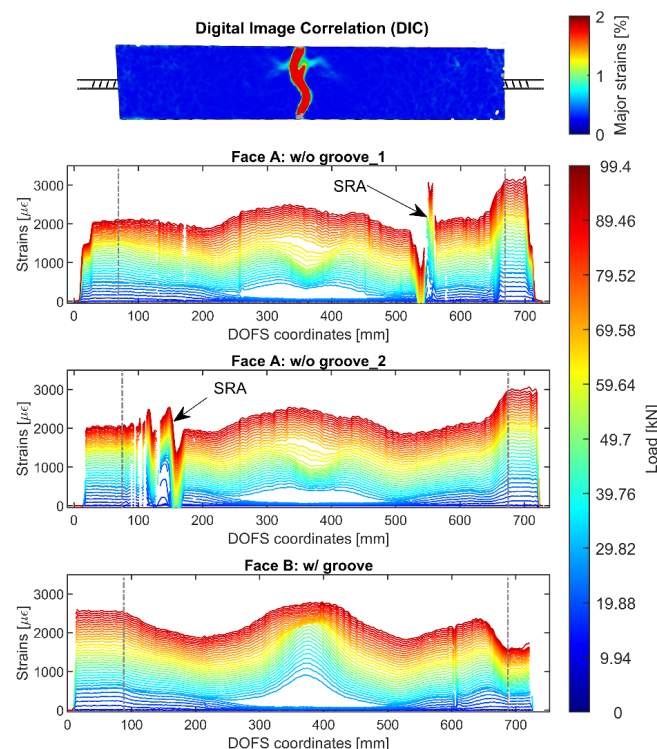 Digital Image Correlation (DIC)
2
1
0
Major strains [%]
Face A: w/o groove_1
SRA
3000
2000
1000
0
Strains [με]
0 100 200 300 400 500 600 700
DOFS coordinates [mm]
Face A: w/o groove_2
SRA
3000
2000
1000
0
Strains [με]
0 100 200 300 400 500 600 700
DOFS coordinates [mm]
Face B: w/ groove
3000
2000
1000
0
Strains [με]
0 100 200 300 400 500 600 700
DOFS coordinates [mm]
99.4
89.46
79.52
69.58
59.64
49.7
39.76
29.82
19.88
9.94
0
Load [kN]